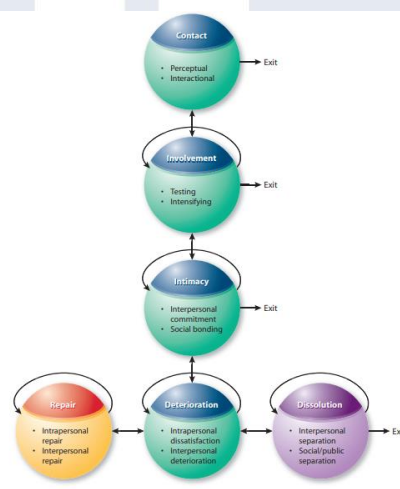 Contact
• Perceptual
• Interactional
Exit
Involvement
• Testing
• Intensifying
Exit
Intimacy
• Interpersonal
commitment
• Social bonding
Exit
Repair
• Intrapersonal
repair
• Interpersonal
repair
Deterioration
• Intrapersonal
dissatisfaction
• Interpersonal
deterioration
Dissolution
• Interpersonal
separation
• Social/public
separation
Ex